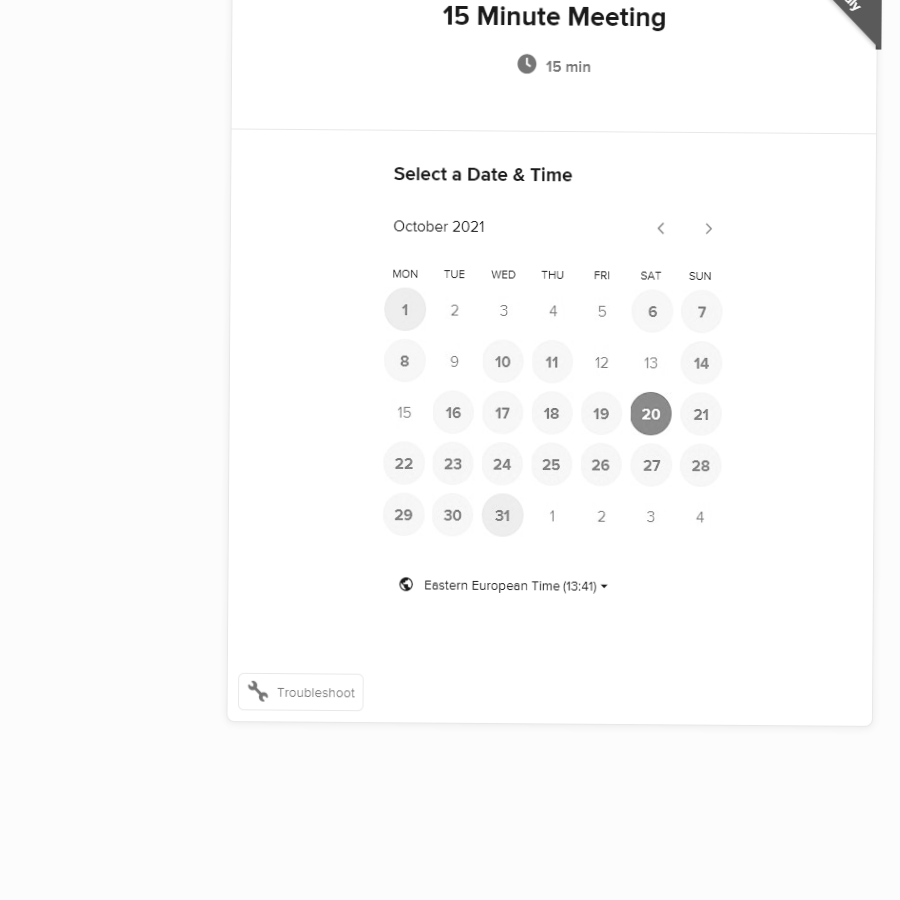 15 Minute Meeting
15 min
Select a Date & Time
October 2021
MON TUE WED THU FRI SAT SUN
1 2 3 4 5 6 7
8 9 10 11 12 13 14
15 16 17 18 19 20 21
22 23 24 25 26 27 28
29 30 31 1 2 3 4
Eastern European Time (13:41)
Troubleshoot